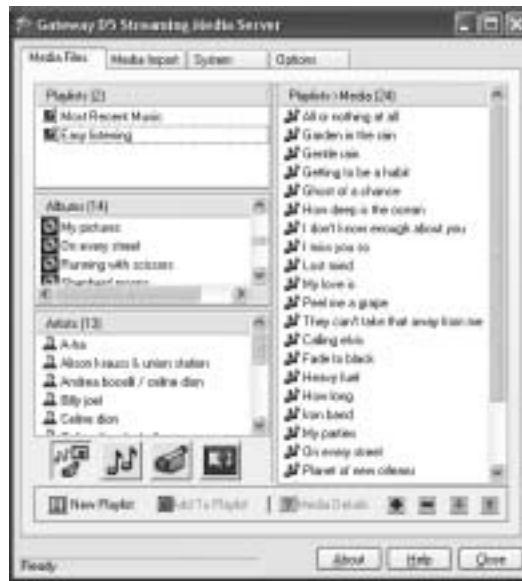 Gateway DS Streaming Media Server
Media Files
Media Import
System
Options
Playlists (2)
Most Recent Music
Easy listening
Albums (14)
My pictures
On every street
Running with scissors
Artists (13)
A-ha
Alison krauss & union station
Andrea bocelli / celine dion
Billy joel
Celine dion
Playlists > Media (24)
All or nothing at all
Garden in the rain
Gentle rain
Getting to be a habit
Ghost of a chance
How deep is the ocean
I don't know enough about you
I miss you so
Lost mind
My love is
Peel me a grape
They can't take that away from me
Calling elvis
Fade to black
Heavy fuel
How long
Iron hand
My parties
On every street
Planet of new orleans
New Playlist
Add To Playlist
Media Details
Ready
About
Help
Close